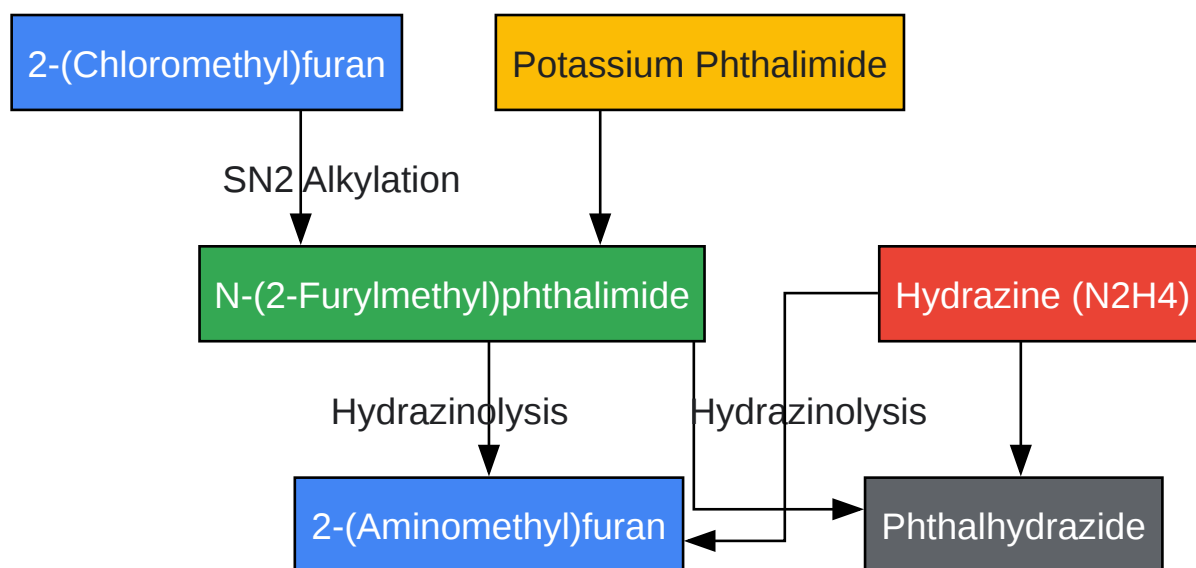 2-(Chloromethyl)furan
Potassium Phthalimide
SN2 Alkylation
N-(2-Furylmethyl)phthalimide
Hydrazine (N2H4)
Hydrazinolysis
Hydrazinolysis
2-(Aminomethyl)furan
Phthalhydrazide